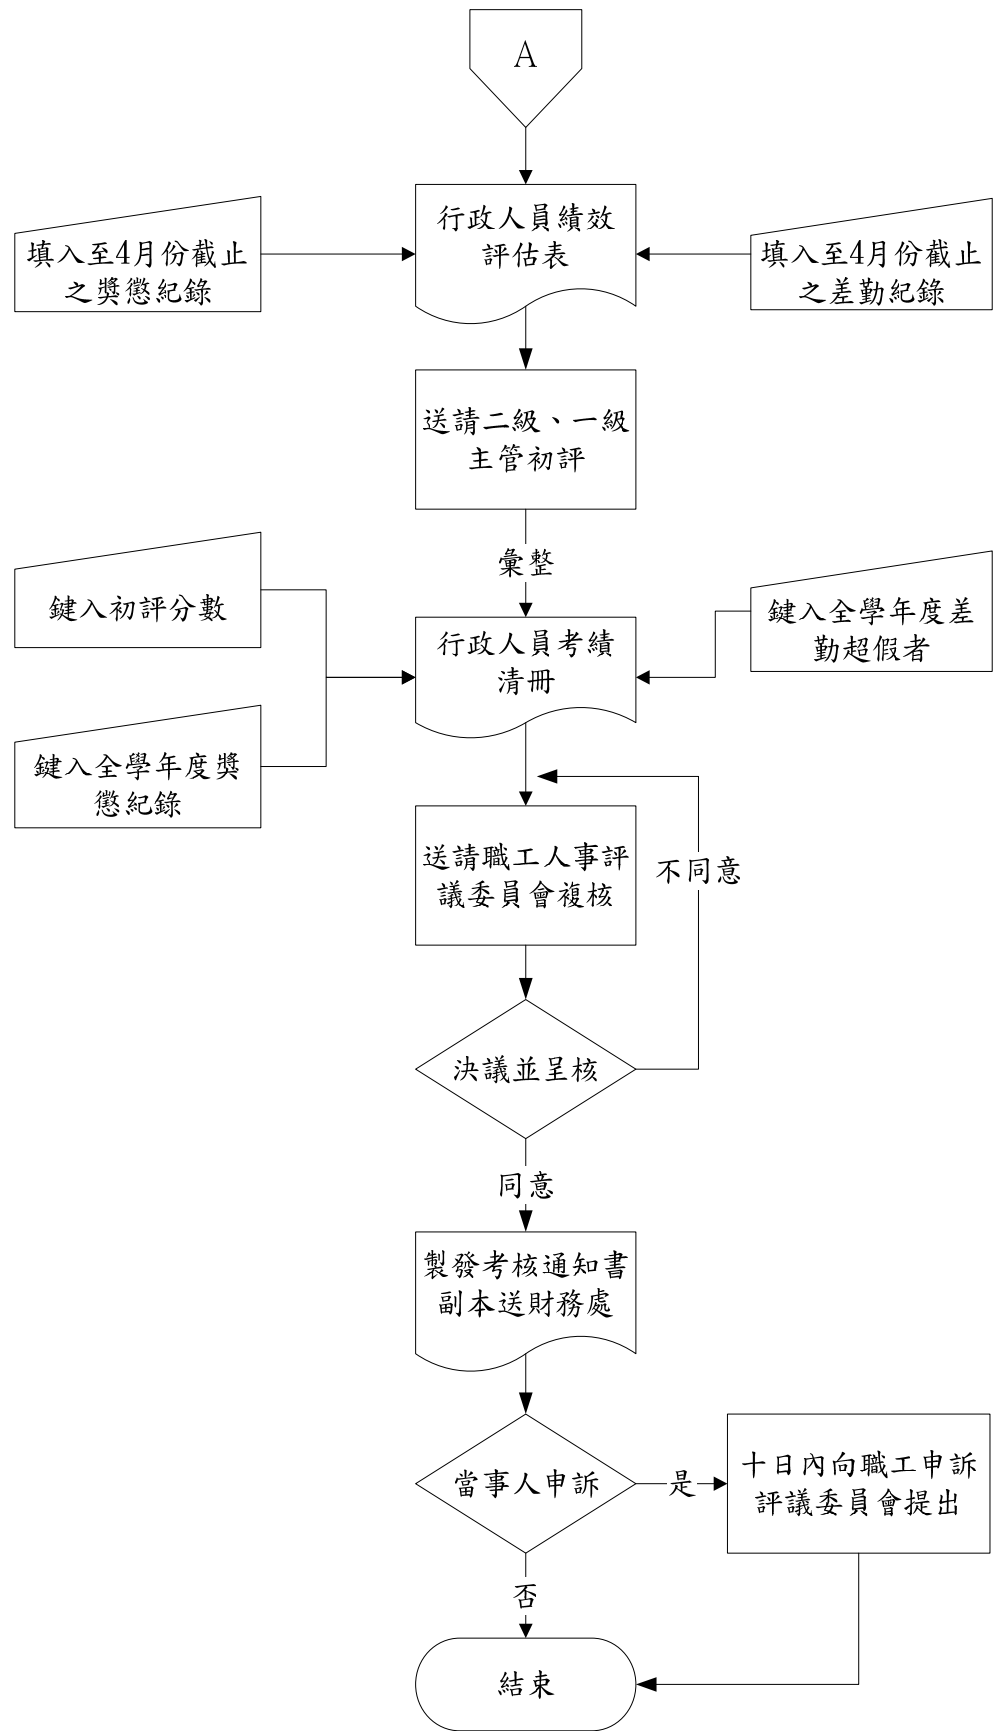 A
行政人員績效
評估表
填入至4月份截止
之獎懲紀錄
填入至4月份截止
之差勤紀錄
送請二級、一級
主管初評
彙整
鍵入初評分數
鍵入全學年度差
勤超假者
行政人員考績
清冊
鍵入全學年度獎
懲紀錄
送請職工人事評
議委員會複核
不同意
決議並呈核
同意
製發考核通知書
副本送財務處
當事人申訴
是
十日內向職工申訴
評議委員會提出
否
結束